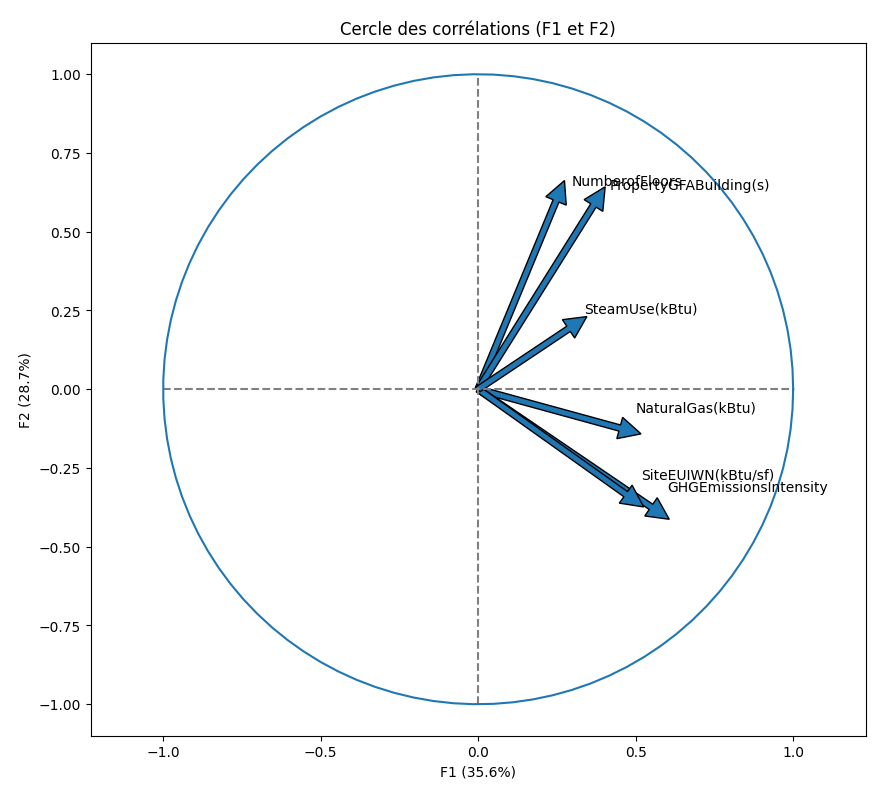 Cercle des corrélations (F1 et F2)
1.00
0.75
0.50
0.25
0.00
−0.25
−0.50
−0.75
−1.00
F2 (28.7%)
NumberofFloors
PropertyGFABuilding(s)
SteamUse(kBtu)
NaturalGas(kBtu)
SiteEUIWN(kBtu/sf)
GHGEmissionsIntensity
−1.0
−0.5
0.0
0.5
1.0
F1 (35.6%)